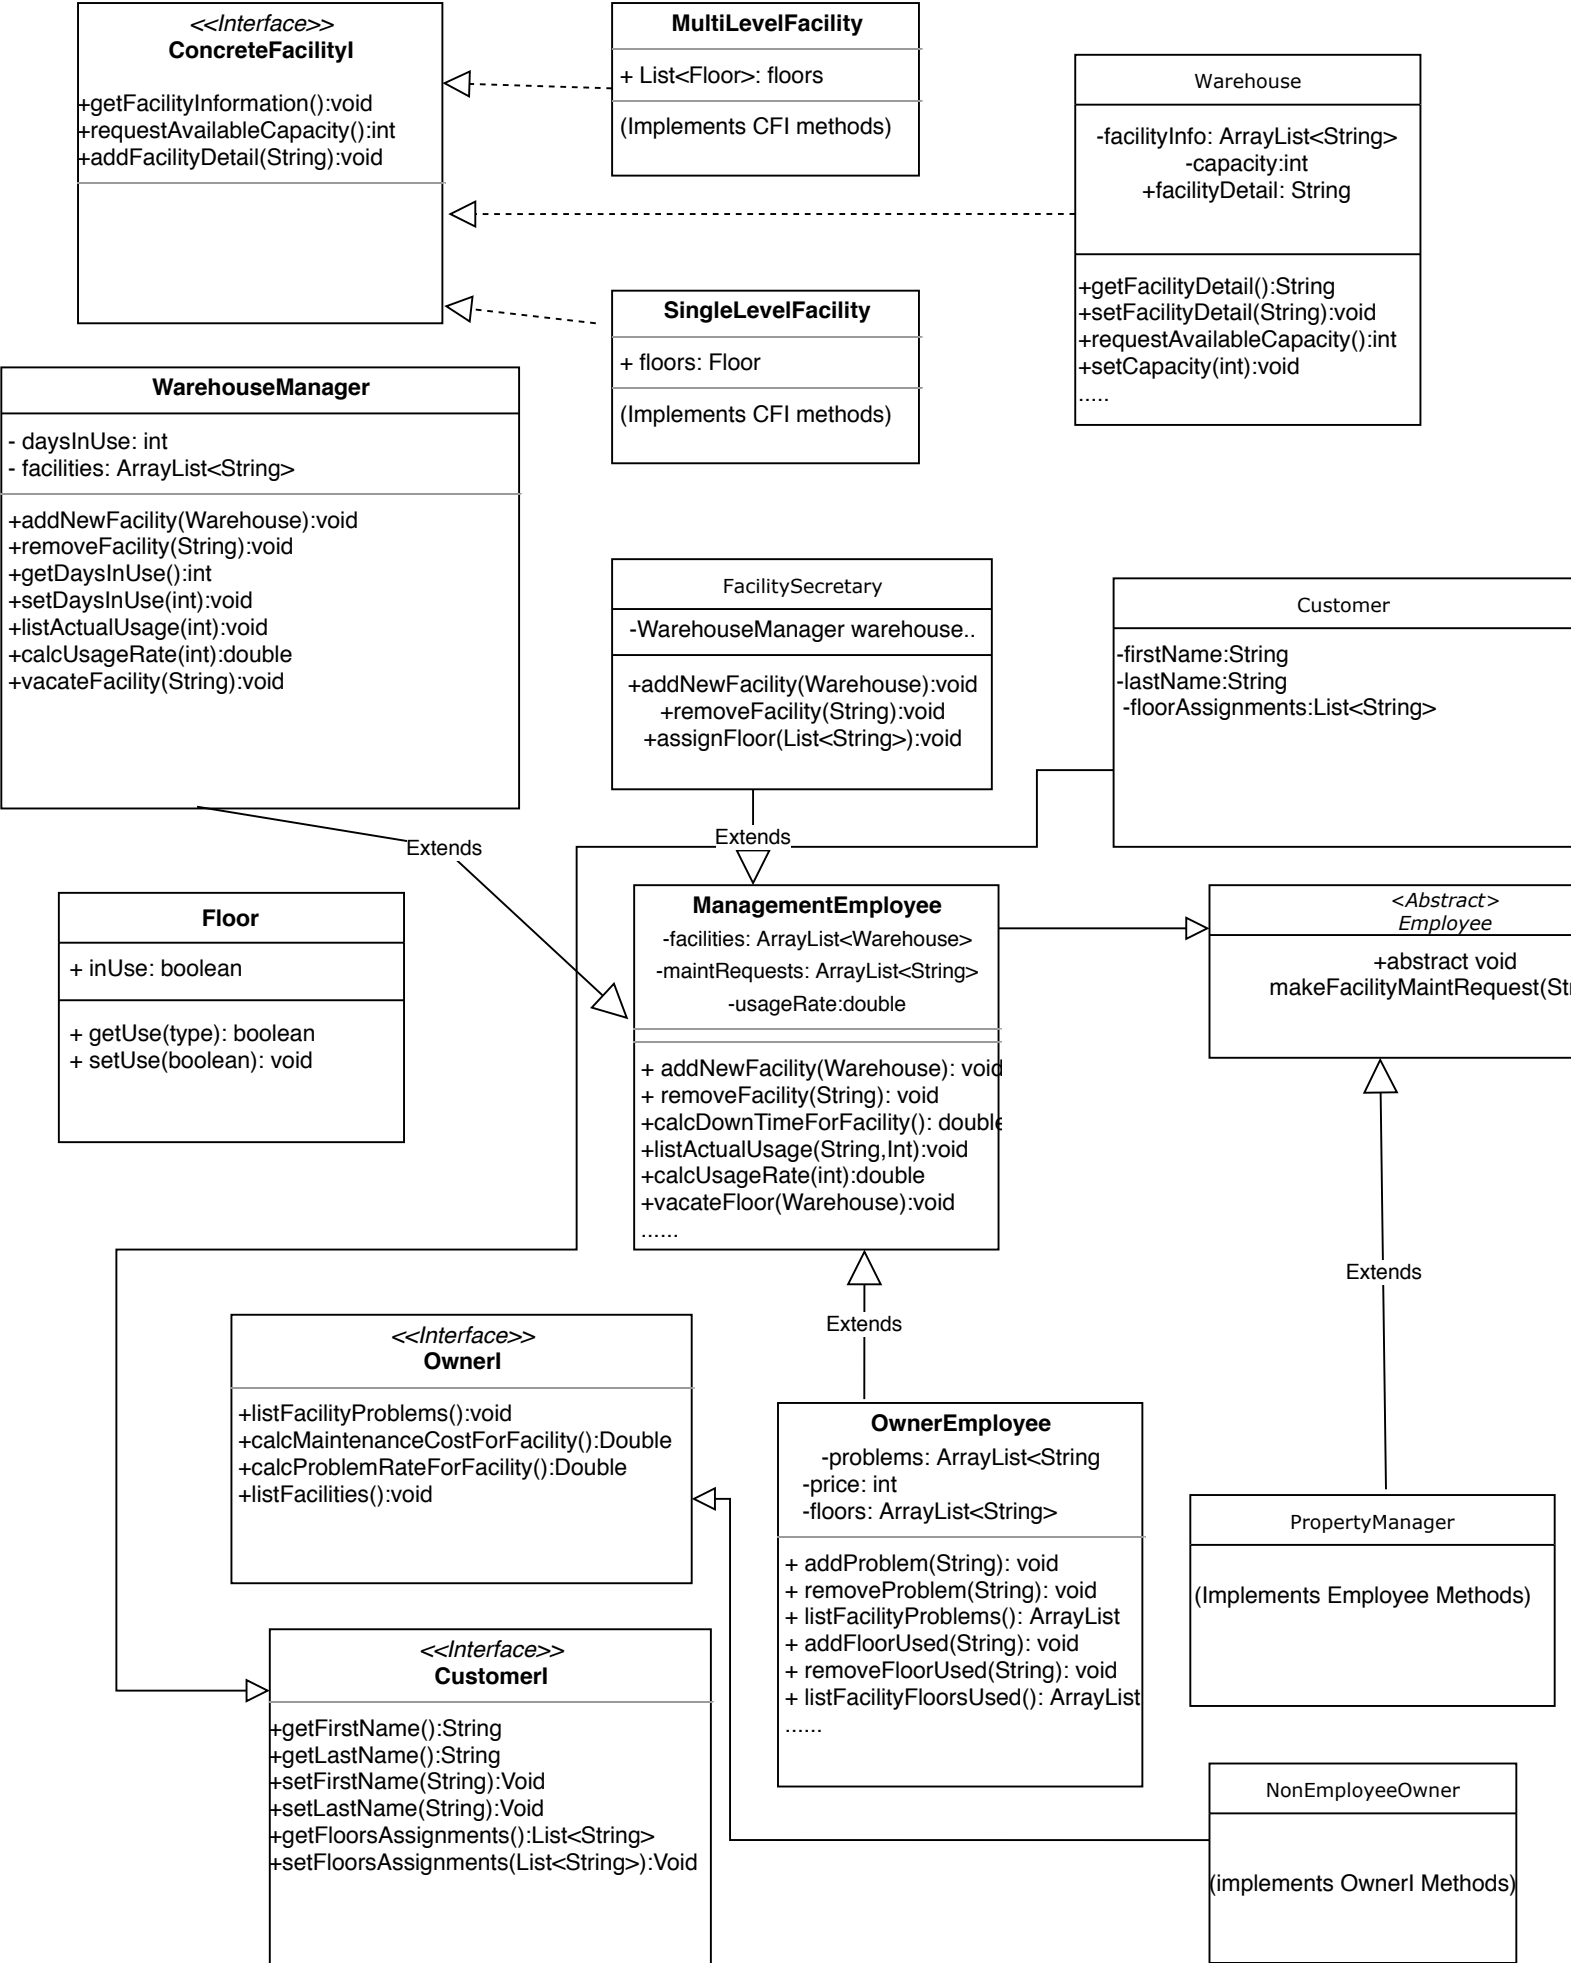 <<Interface>>
ConcreteFacilityI
+getFacilityInformation():void
+requestAvailableCapacity():int
+addFacilityDetail(String):void
MultiLevelFacility
+ List<Floor>: floors
(Implements CFI methods)
Warehouse
-facilityInfo: ArrayList<String>
-capacity:int
+facilityDetail: String
+getFacilityDetail():String
+setFacilityDetail(String):void
+requestAvailableCapacity():int
+setCapacity(int):void
.....
SingleLevelFacility
+ floors: Floor
(Implements CFI methods)
WarehouseManager
- daysInUse: int
- facilities: ArrayList<String>
+addNewFacility(Warehouse):void
+removeFacility(String):void
+getDaysInUse():int
+setDaysInUse(int):void
+listActualUsage(int):void
+calcUsageRate(int):double
+vacateFacility(String):void
FacilitySecretary
-WarehouseManager warehouse..
+addNewFacility(Warehouse):void
+removeFacility(String):void
+assignFloor(List<String>):void
Customer
-firstName:String
-lastName:String
-floorAssignments:List<String>
Extends
Extends
Floor
+ inUse: boolean
+ getUse(type): boolean
+ setUse(boolean): void
ManagementEmployee
-facilities: ArrayList<Warehouse>
-maintRequests: ArrayList<String>
-usageRate:double
+ addNewFacility(Warehouse): void
+ removeFacility(String): void
+calcDownTimeForFacility(): double
+listActualUsage(String,Int):void
+calcUsageRate(int):double
+vacateFloor(Warehouse):void
......
<Abstract>
Employee
+abstract void
makeFacilityMaintRequest(Str
Extends
Extends
<<Interface>>
OwnerI
+listFacilityProblems():void
+calcMaintenanceCostForFacility():Double
+calcProblemRateForFacility():Double
+listFacilities():void
OwnerEmployee
-problems: ArrayList<String
-price: int
-floors: ArrayList<String>
+ addProblem(String): void
+ removeProblem(String): void
+ listFacilityProblems(): ArrayList
+ addFloorUsed(String): void
+ removeFloorUsed(String): void
+ listFacilityFloorsUsed(): ArrayList
......
PropertyManager
(Implements Employee Methods)
<<Interface>>
CustomerI
+getFirstName():String
+getLastName():String
+setFirstName(String):Void
+setLastName(String):Void
+getFloorsAssignments():List<String>
+setFloorsAssignments(List<String>):Void
NonEmployeeOwner
(implements OwnerI Methods)